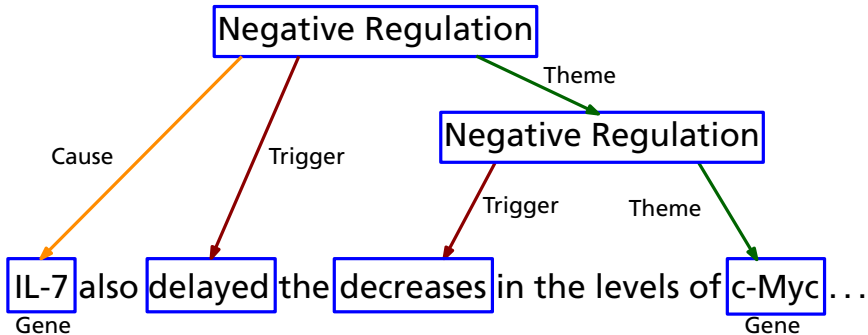 Negative Regulation
Theme
Negative Regulation
Cause
Trigger
Trigger
Theme
IL-7 also delayed the decreases in the levels of c-Myc ...
Gene
Gene